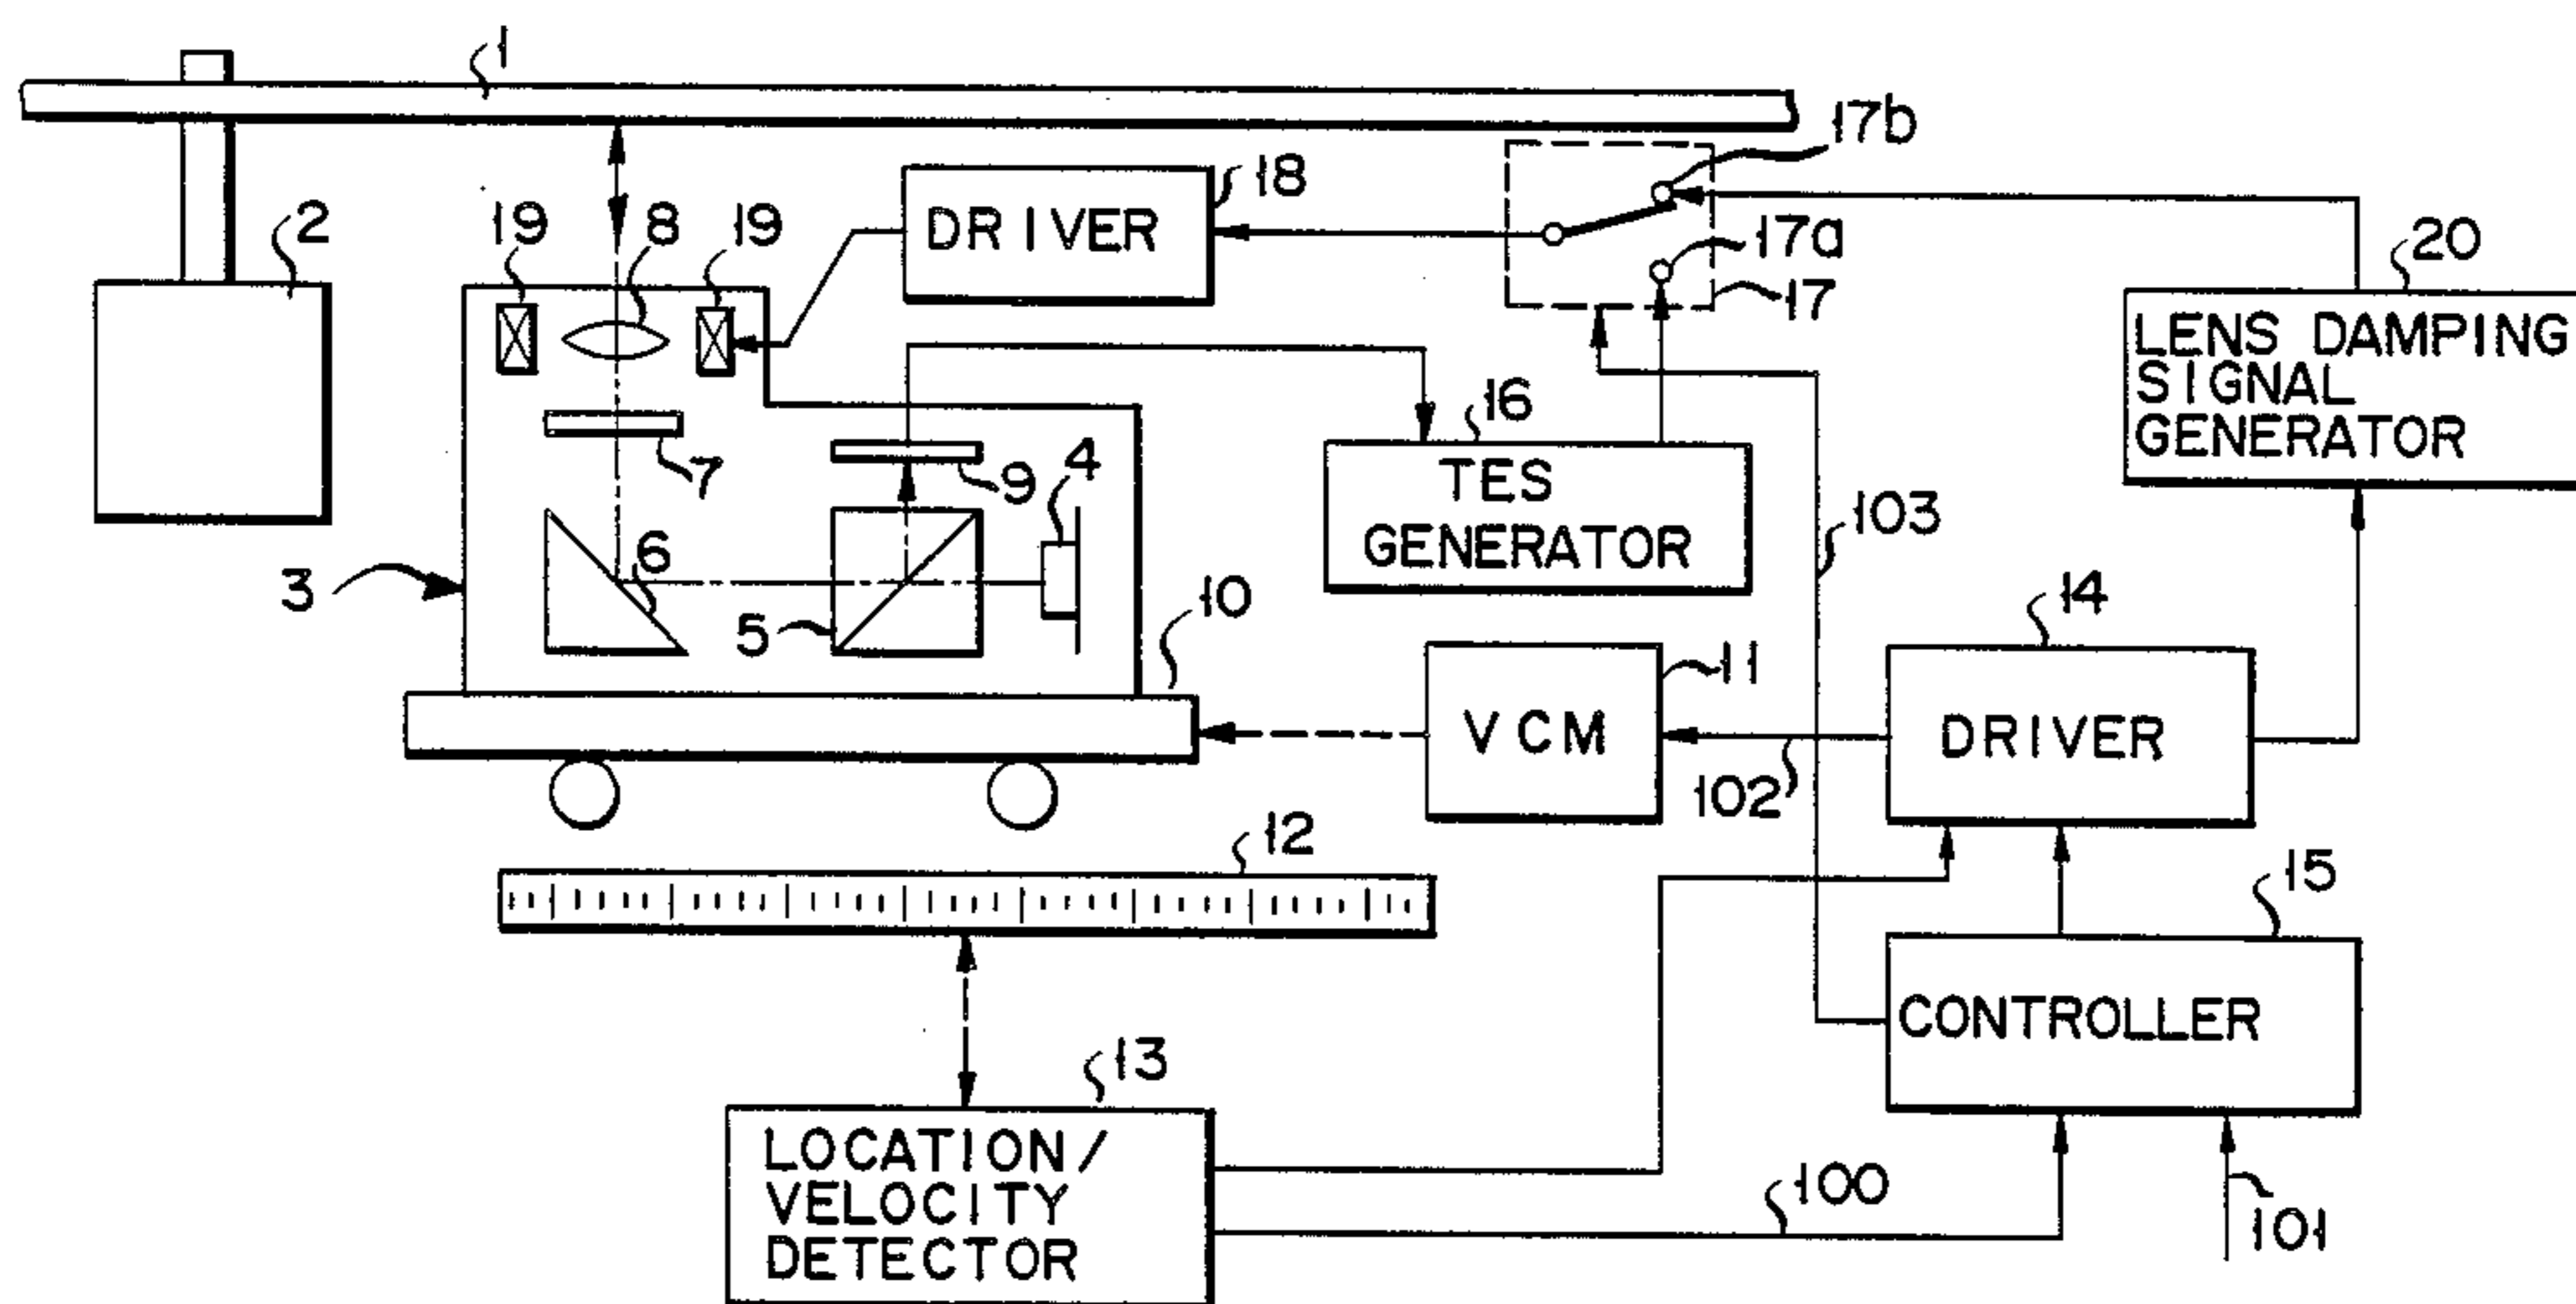 1
17b
2
19
8
19
DRIVER
18
17a
17
20
LENS DAMPING
SIGNAL
GENERATOR
16
TES
GENERATOR
7
9
4
103
3
6
5
10
11
14
VCM
DRIVER
102
12
15
CONTROLLER
13
LOCATION/
VELOCITY
DETECTOR
100
101